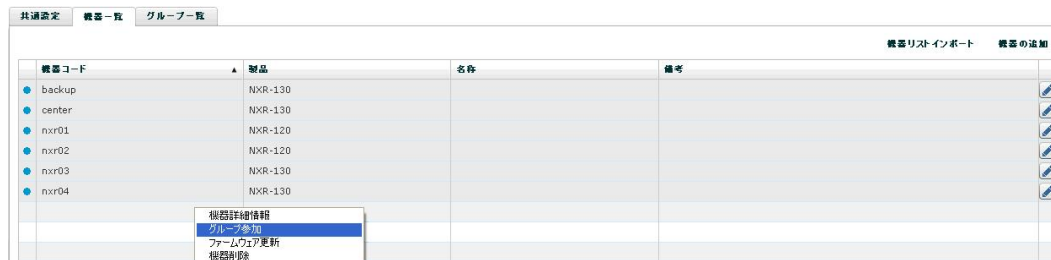 共通設定 機器一覧 グループ一覧
機器リストインポート 機器の追加
機器コード ▲ 製品 名称 備考
backup NXR-130
center NXR-130
nxr01 NXR-120
nxr02 NXR-120
nxr03 NXR-130
nxr04 NXR-130
機器詳細情報
グループ参加
ファームウェア更新
機器削除